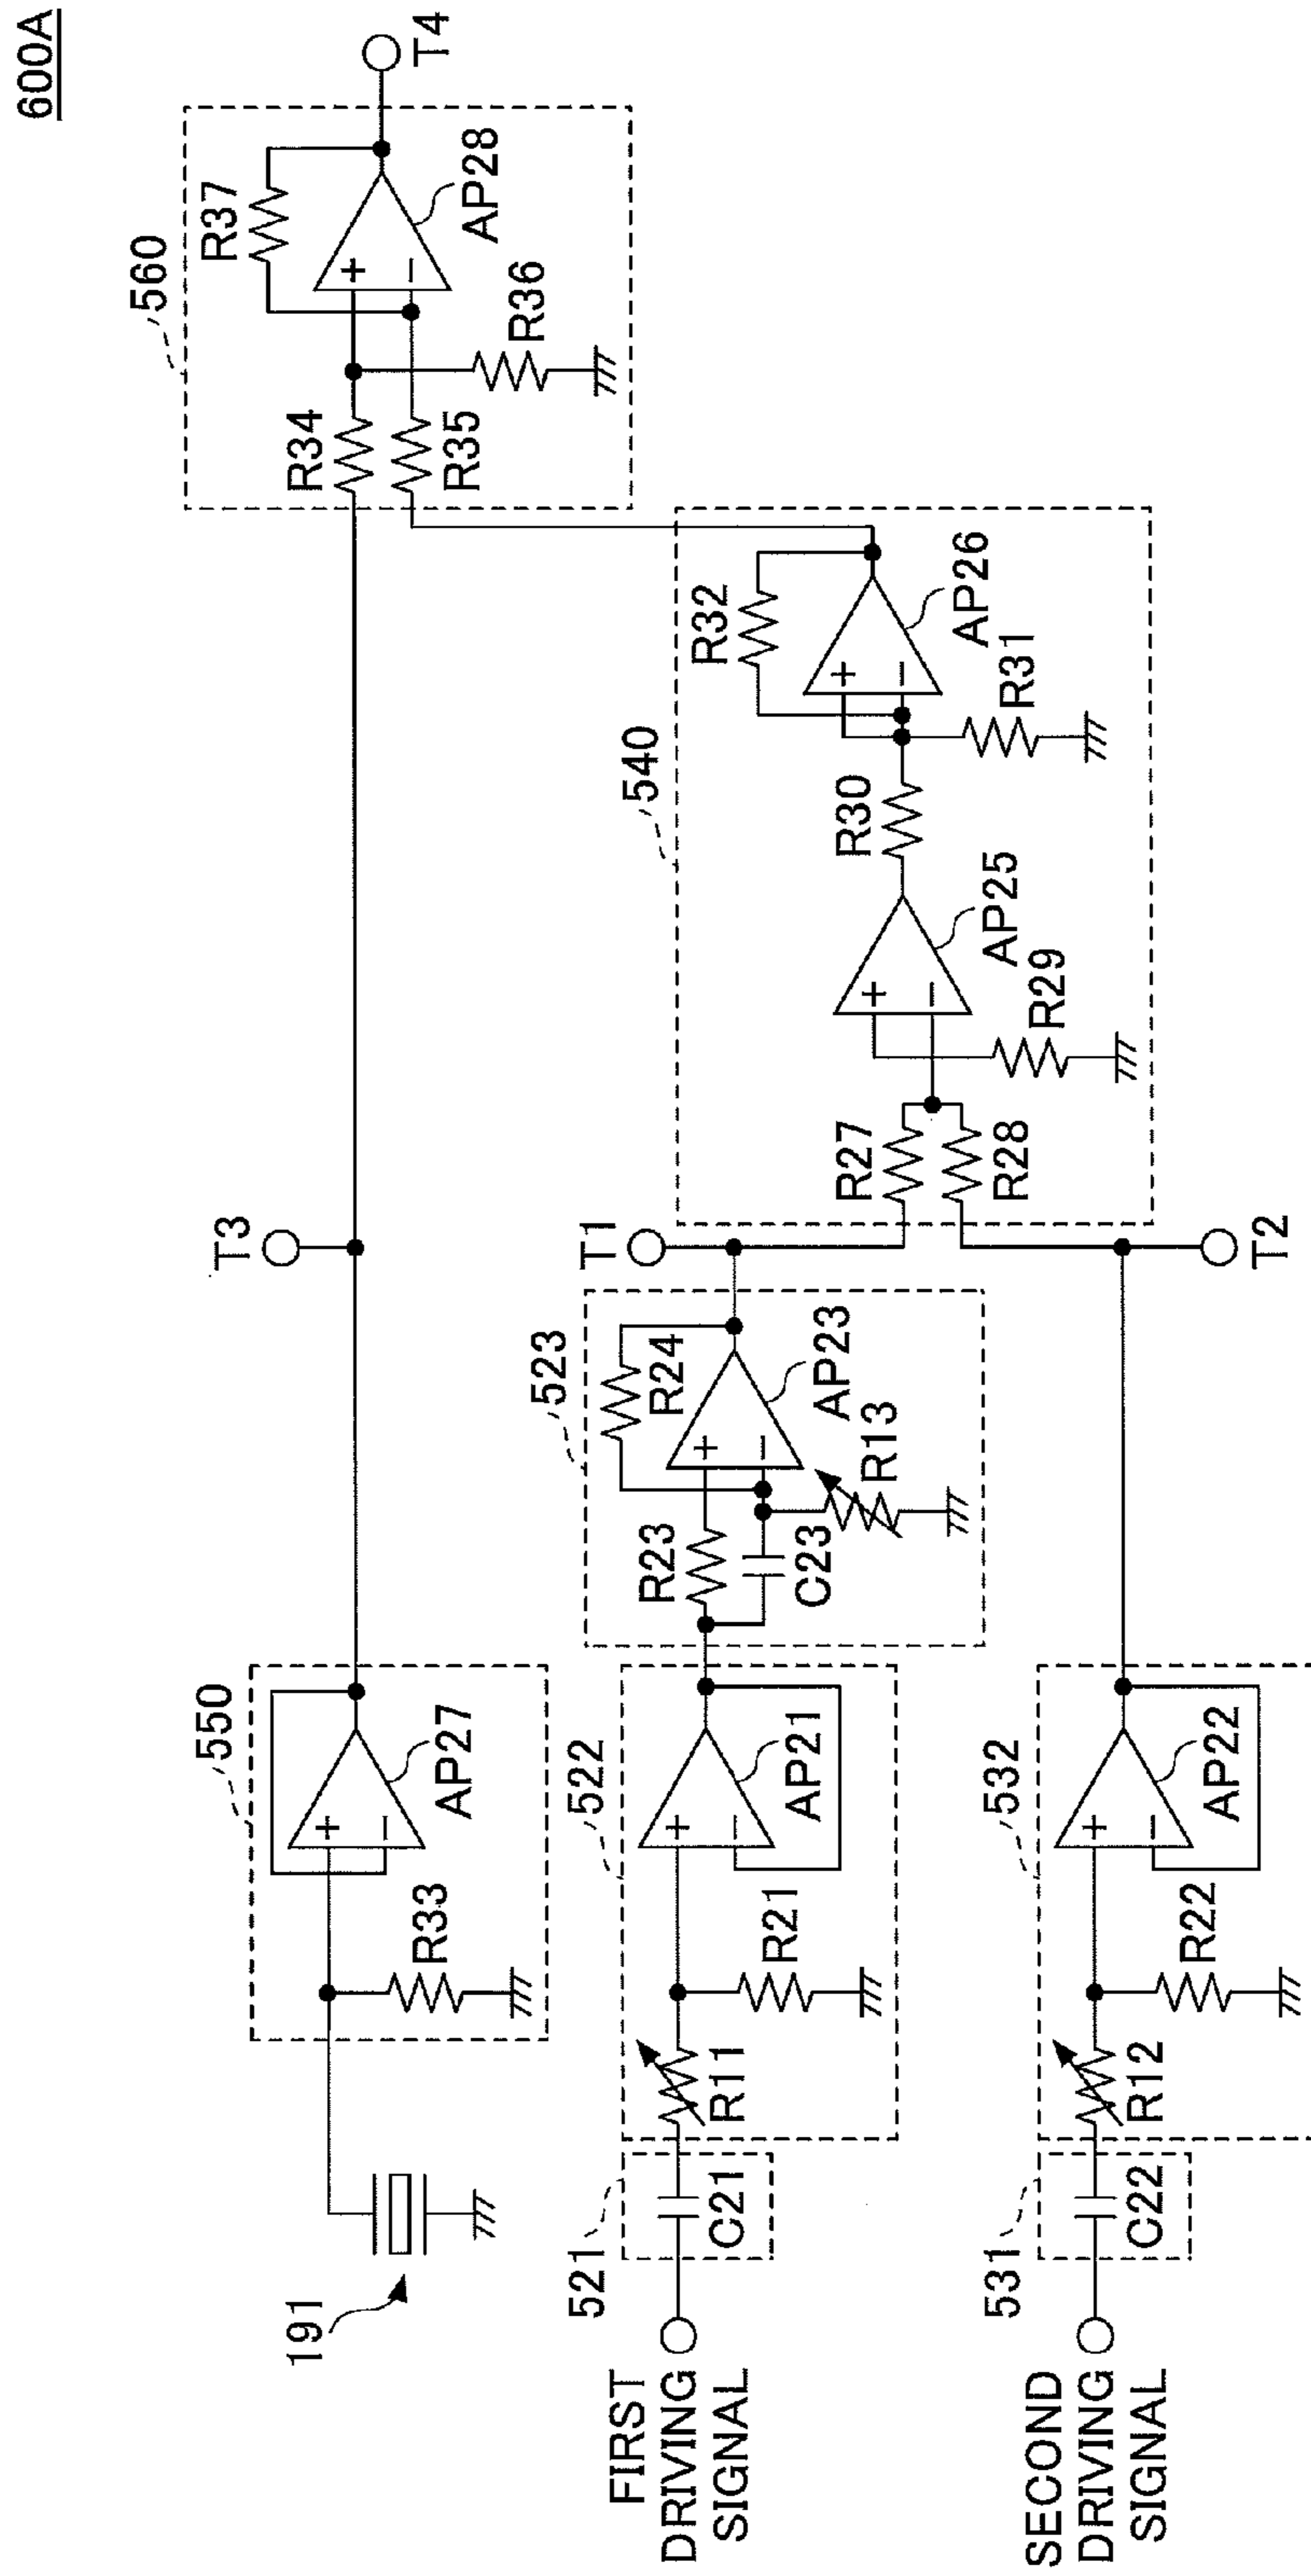 600A
T4
560
R37
AP28
R34
R36
R35
T3
550
AP27
R33
191
540
R32
AP26
R31
R30
AP25
R29
R27
R28
T1
T2
523
R24
AP23
R13
R23
C23
522
AP21
R21
R11
521
C21
FIRST
DRIVING
SIGNAL
532
AP22
R22
R12
531
C22
SECOND
DRIVING
SIGNAL
+
−
+
−
+
−
+
−
+
−
+
−
+
−